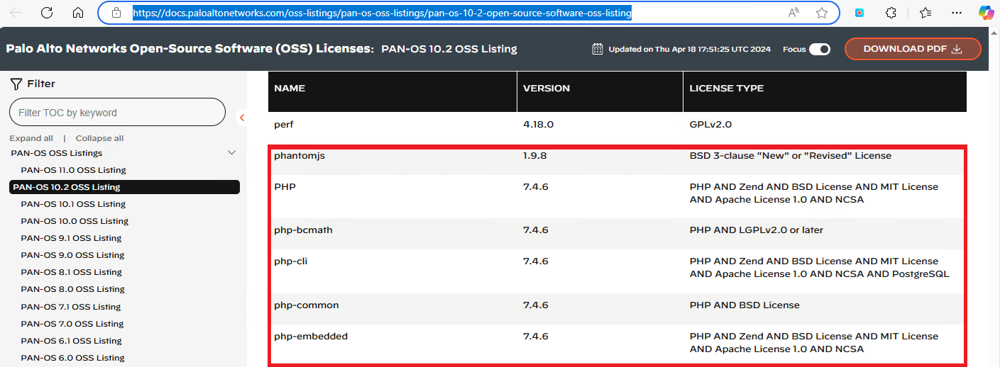 https://docs.paloaltonetworks.com/oss-listings/pan-os-oss-listings/pan-os-10-2-open-source-software-oss-listing
Palo Alto Networks Open-Source Software (OSS) Licenses: PAN-OS 10.2 OSS Listing
Updated on Thu Apr 18 17:51:25 UTC 2024
Focus
DOWNLOAD PDF
Filter
Filter TOC by keyword
Expand all | Collapse all
PAN-OS OSS Listings
PAN-OS 11.0 OSS Listing
PAN-OS 10.2 OSS Listing
PAN-OS 10.1 OSS Listing
PAN-OS 10.0 OSS Listing
PAN-OS 9.1 OSS Listing
PAN-OS 9.0 OSS Listing
PAN-OS 8.1 OSS Listing
PAN-OS 8.0 OSS Listing
PAN-OS 7.1 OSS Listing
PAN-OS 7.0 OSS Listing
PAN-OS 6.1 OSS Listing
PAN-OS 6.0 OSS Listing
NAME VERSION LICENSE TYPE
perf 4.18.0 GPLv2.0
phantomjs 1.9.8 BSD 3-clause "New" or "Revised" License
PHP 7.4.6 PHP AND Zend AND BSD License AND MIT License
AND Apache License 1.0 AND NCSA
php-bcmath 7.4.6 PHP AND LGPLv2.0 or later
php-cli 7.4.6 PHP AND Zend AND BSD License AND MIT License
AND Apache License 1.0 AND NCSA AND PostgreSQL
php-common 7.4.6 PHP AND BSD License
php-embedded 7.4.6 PHP AND Zend AND BSD License AND MIT License
AND Apache License 1.0 AND NCSA